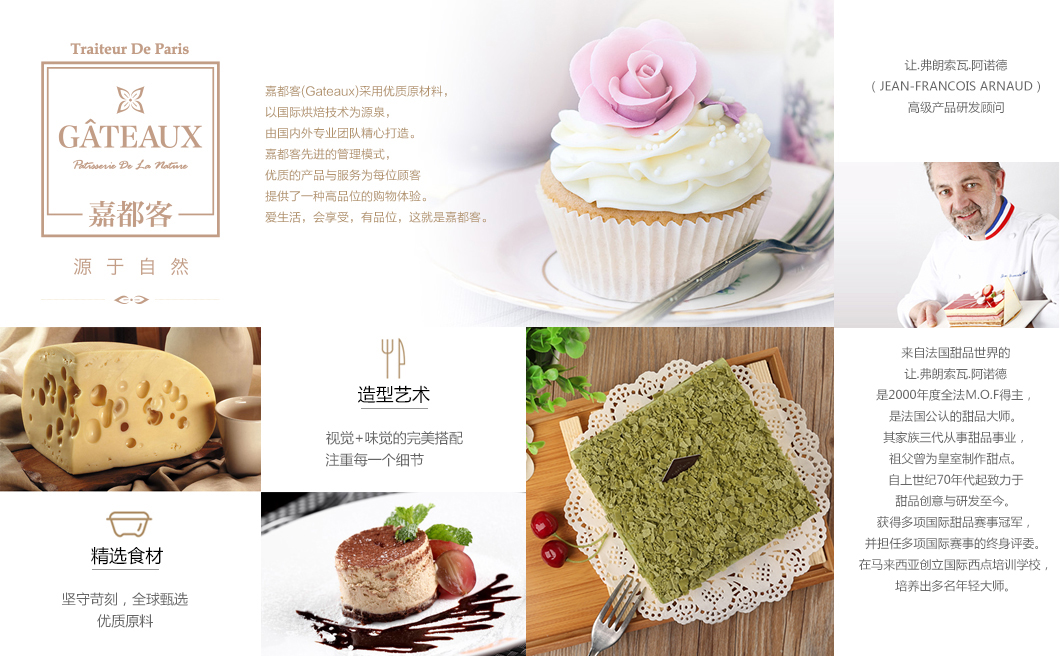 Traiteur De Paris
GÂTEAUX
Patisserie De La Nature
嘉都客
源于自然
嘉都客(Gateaux)采用优质原材料，
以国际烘焙技术为源泉，
由国内外专业团队精心打造。
嘉都客先进的管理模式，
优质的产品与服务为每位顾客
提供了一种高品位的购物体验。
爱生活，会享受，有品位，这就是嘉都客。
让.弗朗索瓦.阿诺德
（JEAN-FRANCOIS ARNAUD）
高级产品研发顾问
造型艺术
视觉+味觉的完美搭配
注重每一个细节
精选食材
坚守苛刻，全球甄选
优质原料
来自法国甜品世界的
让.弗朗索瓦.阿诺德
是2000年度全法M.O.F得主，
是法国公认的甜品大师。
其家族三代从事甜品事业，
祖父曾为皇室制作甜点。
自上世纪70年代起致力于
甜品创意与研发至今。
获得多项国际甜品赛事冠军，
并担任多项国际赛事的终身评委。
在马来西亚创立国际西点培训学校，
培养出多名年轻大师。